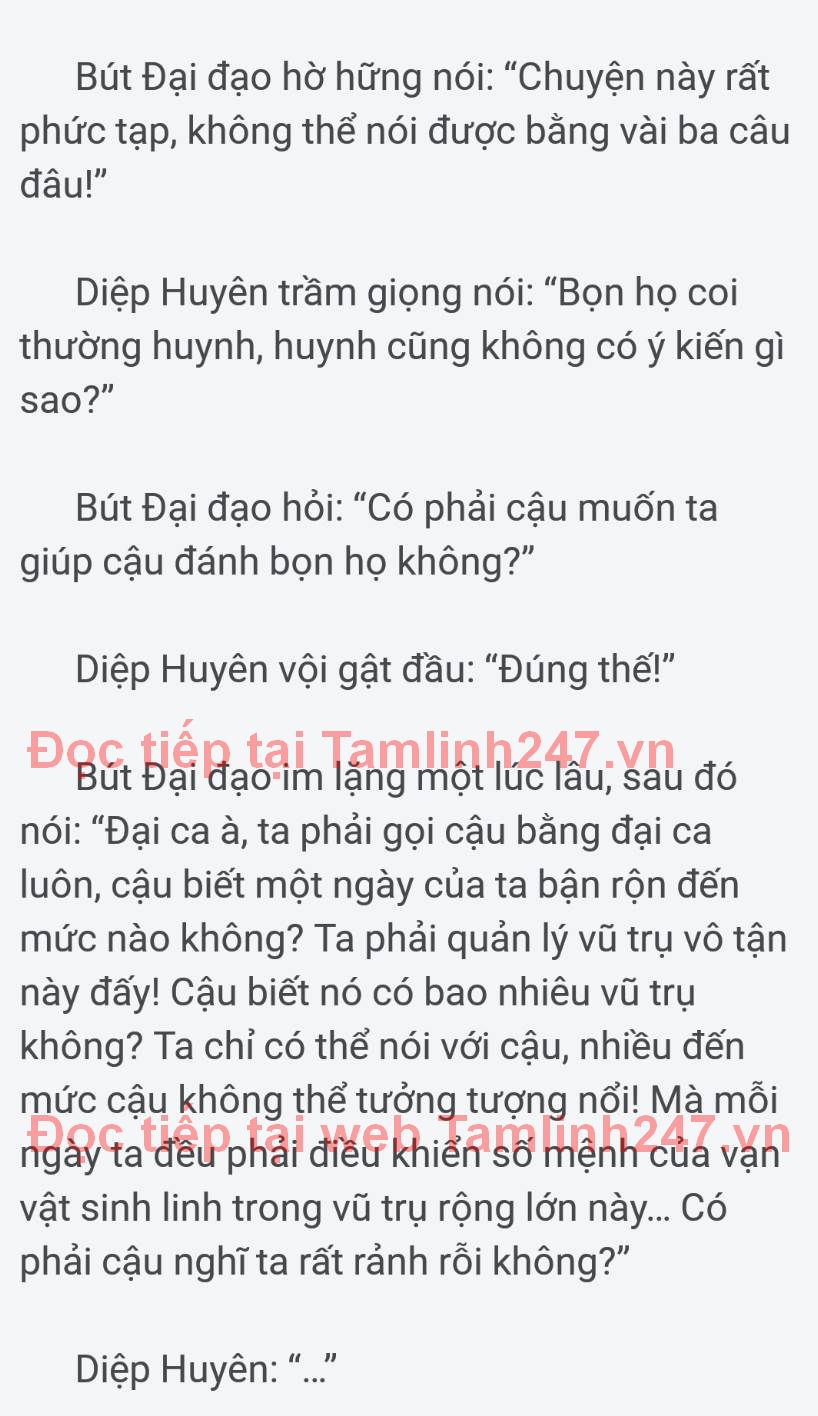 Bút Đại đạo hờ hững nói: “Chuyện này rất
phức tạp, không thể nói được bằng vài ba câu
đâu!”
Diệp Huyên trầm giọng nói: “Bọn họ coi
thường huynh, huynh cũng không có ý kiến gì
sao?”
Bút Đại đạo hỏi: “Có phải cậu muốn ta
giúp cậu đánh bọn họ không?”
Diệp Huyên vội gật đầu: “Đúng thế!”
Đọc tiếp tại Tamlinh247.vn
Bút Đại đạo im lặng một lúc lâu, sau đó
nói: “Đại ca à, ta phải gọi cậu bằng đại ca
luôn, cậu biết một ngày của ta bận rộn đến
mức nào không? Ta phải quản lý vũ trụ vô tận
này đấy! Cậu biết nó có bao nhiêu vũ trụ
không? Ta chỉ có thể nói với cậu, nhiều đến
mức cậu không thể tưởng tượng nổi! Mà mỗi
Đọc tiếp tại web Tamlinh247.vn
ngày ta đều phải điều khiển số mệnh của vạn
vật sinh linh trong vũ trụ rộng lớn này... Có
phải cậu nghĩ ta rất rảnh rỗi không?”
Diệp Huyên: “...”